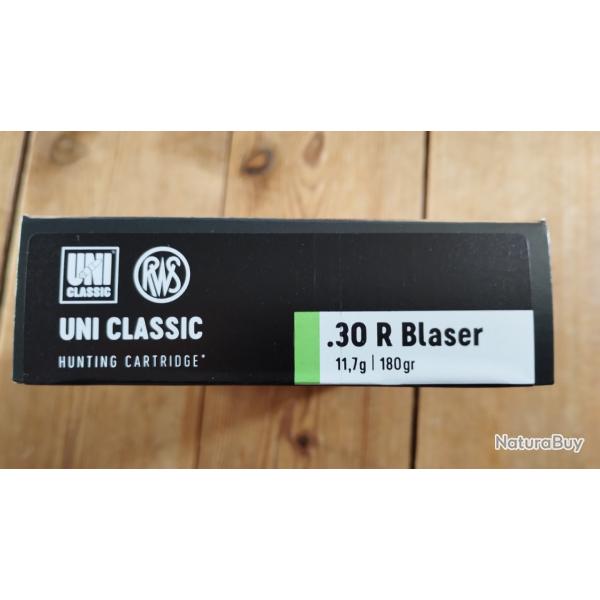 UNI
CLASSIC
RWS
UNI CLASSIC
HUNTING CARTRIDGE*
.30 R Blaser
11,7g | 180gr
NaturaBuy